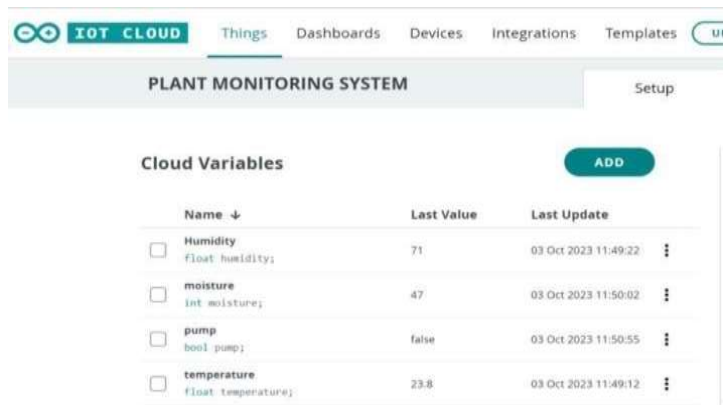 IOT CLOUD Things Dashboards Devices Integrations Templates
PLANT MONITORING SYSTEM
Setup
Cloud Variables
ADD
Name ↓ Last Value Last Update
Humidity
float humidity; 71 03 Oct 2023 11:49:22
moisture
int moisture; 47 03 Oct 2023 11:50:02
pump
bool pump; false 03 Oct 2023 11:50:55
temperature
float temperature; 23.8 03 Oct 2023 11:49:12